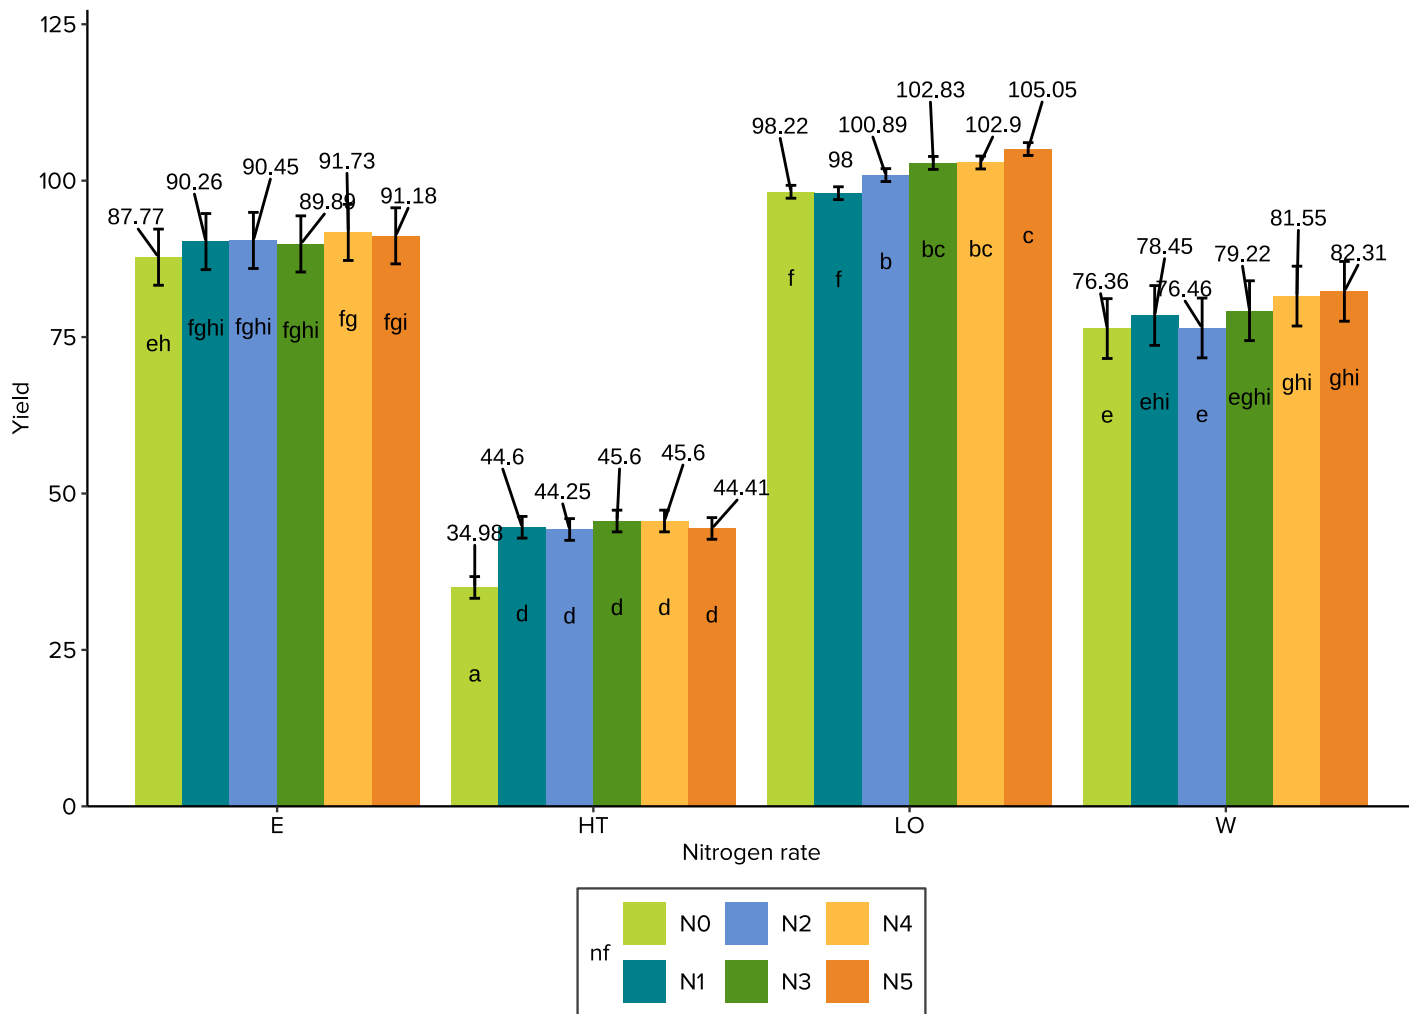 125
100
75
50
25
0
Yield
87.77
90.26
90.45
89.89
91.73
91.18
eh
fghi
fghi
fghi
fg
fgi
34.98
44.6
44.25
45.6
45.6
44.41
a
d
d
d
d
d
98.22
98
100.89
102.83
102.9
105.05
f
f
b
bc
bc
c
76.36
78.45
76.46
79.22
81.55
82.31
e
ehi
e
eghi
ghi
ghi
E HT LO W
Nitrogen rate
nf
N0 N2 N4
N1 N3 N5